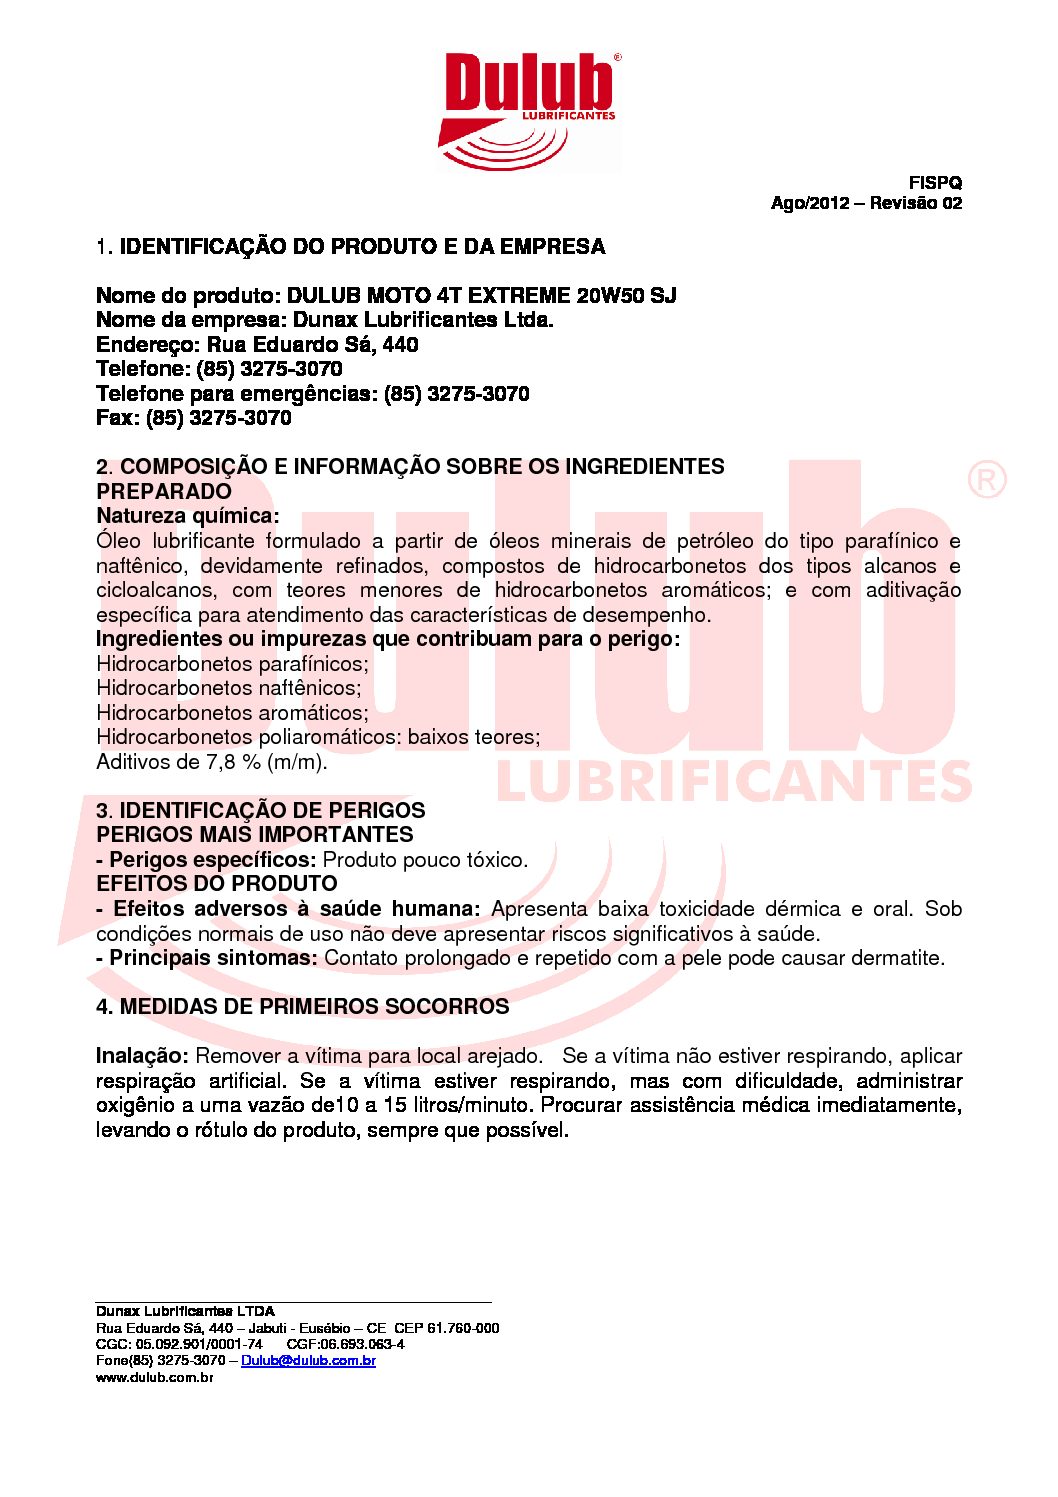 Dulub®
LUBRIFICANTES
FISPQ
Ago/2012 – Revisão 02
1. IDENTIFICAÇÃO DO PRODUTO E DA EMPRESA
Nome do produto: DULUB MOTO 4T EXTREME 20W50 SJ
Nome da empresa: Dunax Lubrificantes Ltda.
Endereço: Rua Eduardo Sá, 440
Telefone: (85) 3275-3070
Telefone para emergências: (85) 3275-3070
Fax: (85) 3275-3070
2. COMPOSIÇÃO E INFORMAÇÃO SOBRE OS INGREDIENTES
PREPARADO
Natureza química:
Óleo lubrificante formulado a partir de óleos minerais de petróleo do tipo parafínico e
naftênico, devidamente refinados, compostos de hidrocarbonetos dos tipos alcanos e
cicloalcanos, com teores menores de hidrocarbonetos aromáticos; e com aditivação
específica para atendimento das características de desempenho.
Ingredientes ou impurezas que contribuam para o perigo:
Hidrocarbonetos parafínicos;
Hidrocarbonetos naftênicos;
Hidrocarbonetos aromáticos;
Hidrocarbonetos poliaromáticos: baixos teores;
Aditivos de 7,8 % (m/m).
Dulub®
LUBRIFICANTES
3. IDENTIFICAÇÃO DE PERIGOS
PERIGOS MAIS IMPORTANTES
- Perigos específicos: Produto pouco tóxico.
EFEITOS DO PRODUTO
- Efeitos adversos à saúde humana: Apresenta baixa toxicidade dérmica e oral. Sob
condições normais de uso não deve apresentar riscos significativos à saúde.
- Principais sintomas: Contato prolongado e repetido com a pele pode causar dermatite.
4. MEDIDAS DE PRIMEIROS SOCORROS
Inalação: Remover a vítima para local arejado. Se a vítima não estiver respirando, aplicar
respiração artificial. Se a vítima estiver respirando, mas com dificuldade, administrar
oxigênio a uma vazão de10 a 15 litros/minuto. Procurar assistência médica imediatamente,
levando o rótulo do produto, sempre que possível.
Dunax Lubrificantes LTDA
Rua Eduardo Sá, 440 – Jabuti - Eusébio – CE CEP 61.760-000
CGC: 05.092.901/0001-74 CGF:06.693.063-4
Fone(85) 3275-3070 – Dulub@dulub.com.br
www.dulub.com.br